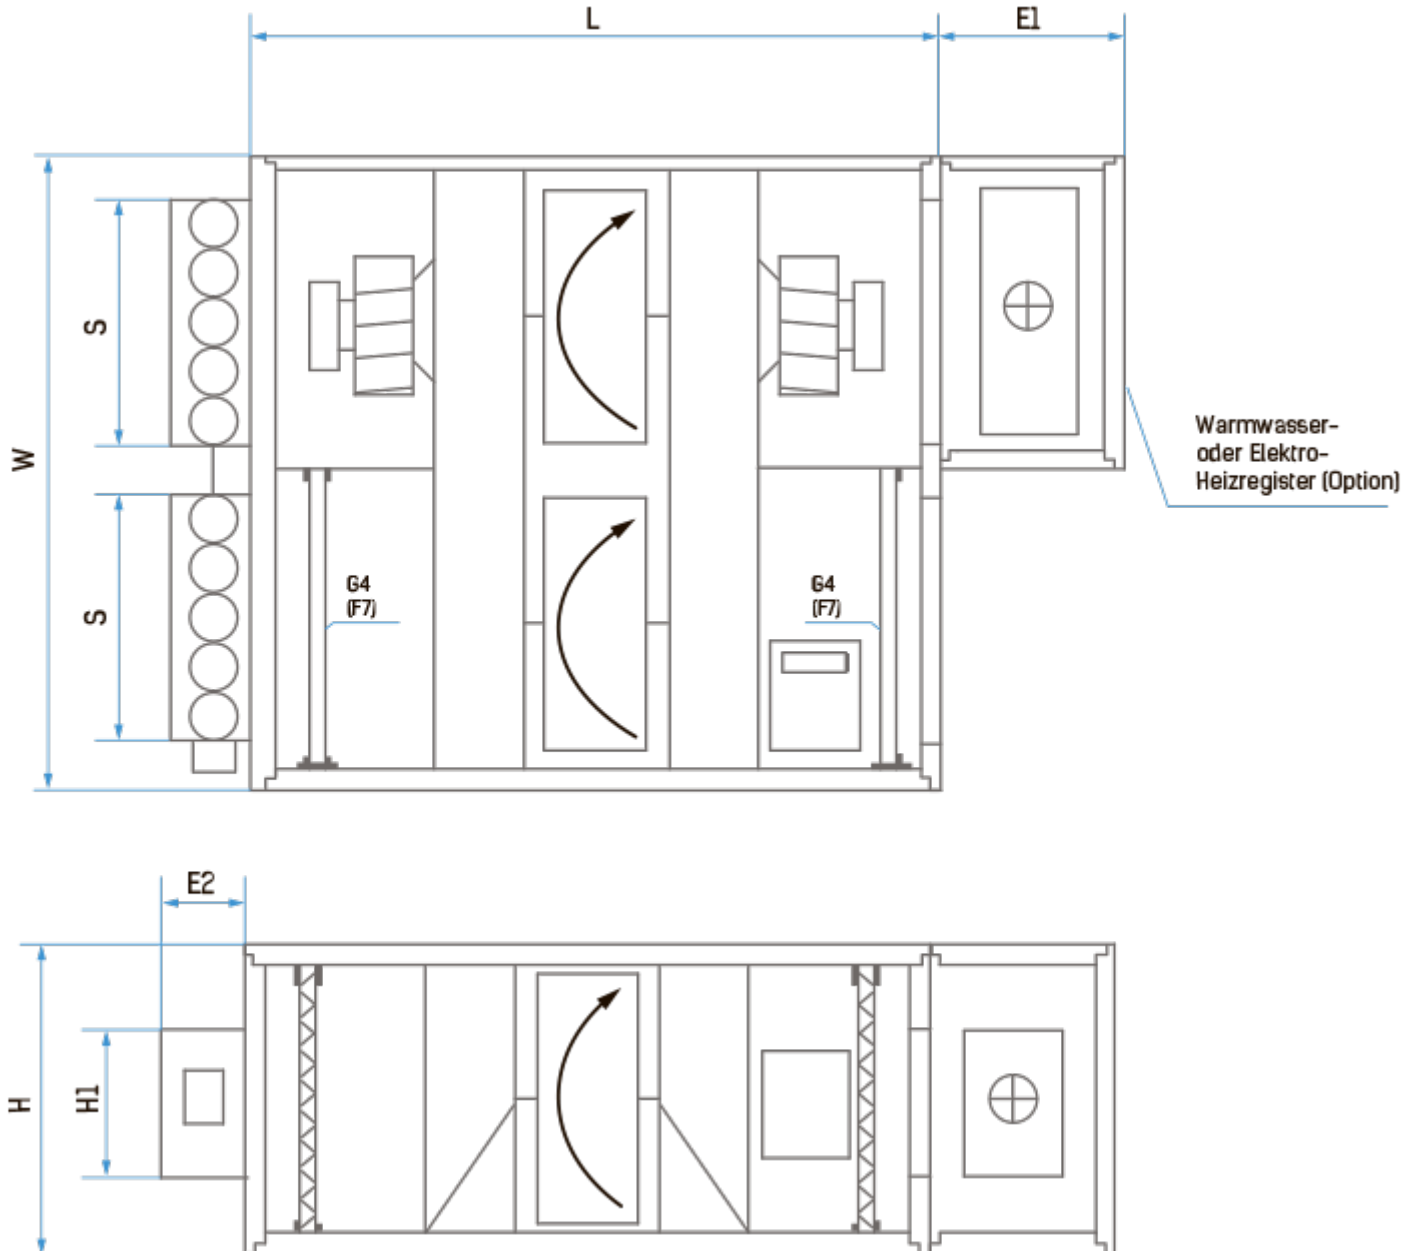 L
E1
S
W
Warmwasser-
oder Elektro-
Heizregister (Option)
G4
(F7)
G4
(F7)
S
E2
H1
H